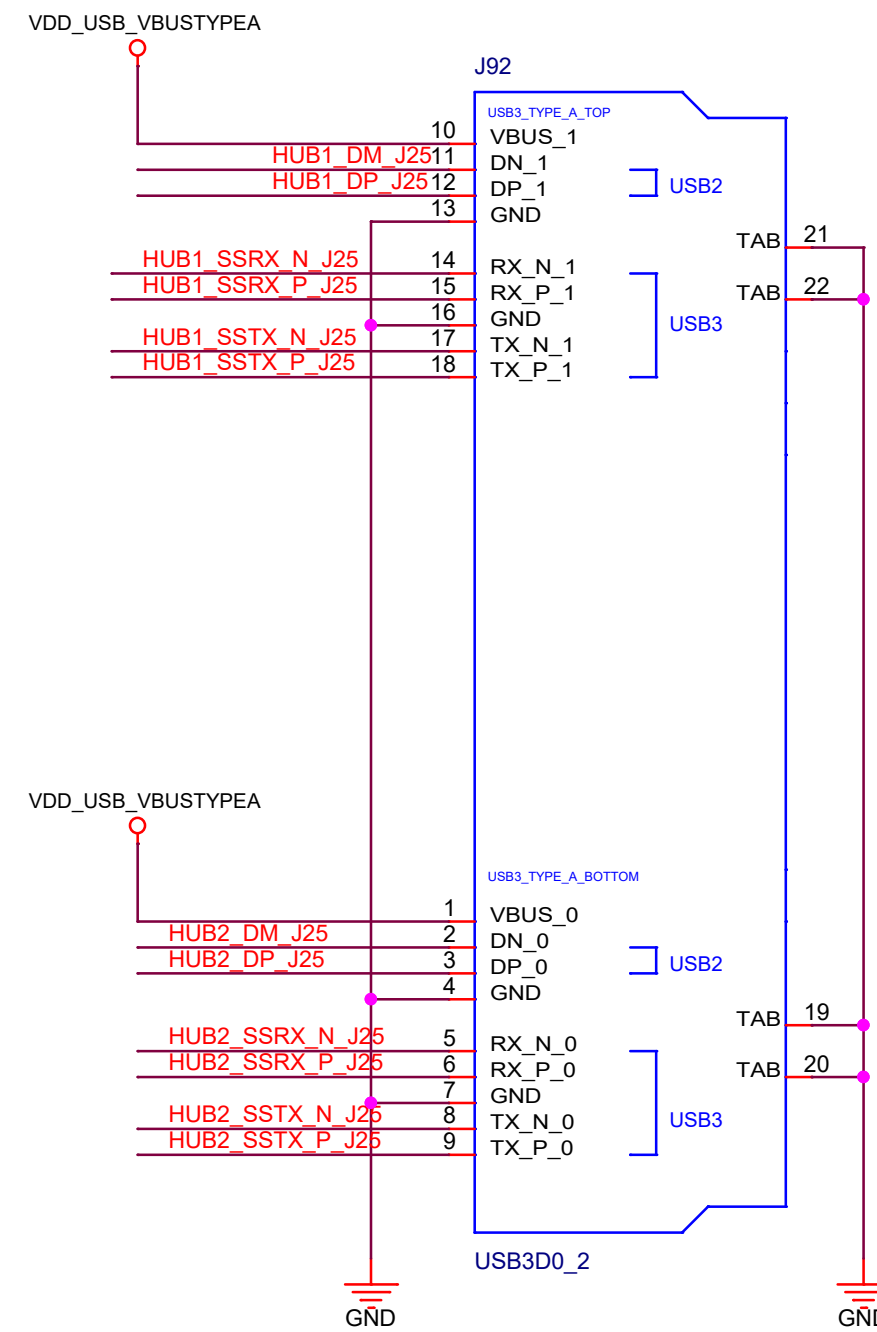 VDD_USB_VBUSTYPEA
J92
USB3_TYPE_A_TOP
10 VBUS_1
HUB1_DM_J25 11 DN_1
HUB1_DP_J25 12 DP_1
USB2
13 GND
TAB 21
HUB1_SSRX_N_J25 14 RX_N_1
HUB1_SSRX_P_J25 15 RX_P_1
TAB 22
16 GND
USB3
HUB1_SSTX_N_J25 17 TX_N_1
HUB1_SSTX_P_J25 18 TX_P_1
VDD_USB_VBUSTYPEA
USB3_TYPE_A_BOTTOM
1 VBUS_0
HUB2_DM_J25 2 DN_0
HUB2_DP_J25 3 DP_0
USB2
4 GND
TAB 19
HUB2_SSRX_N_J25 5 RX_N_0
HUB2_SSRX_P_J25 6 RX_P_0
TAB 20
7 GND
HUB2_SSTX_N_J25 8 TX_N_0
USB3
HUB2_SSTX_P_J25 9 TX_P_0
USB3D0_2
GND
GND